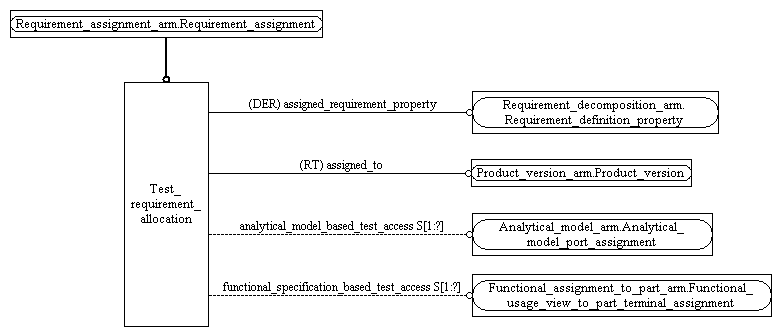 Requirement_assignment_arm.Requirement_assignment
(DER) assigned_requirement_property
Requirement_decomposition_arm.
Requirement_definition_property
(RT) assigned_to
Product_version_arm.Product_version
Test_
requirement_
allocation
analytical_model_based_test_access S[1:?]
Analytical_model_arm.Analytical_
model_port_assignment
functional_specification_based_test_access S[1:?]
Functional_assignment_to_part_arm.Functional_
usage_view_to_part_terminal_assignment